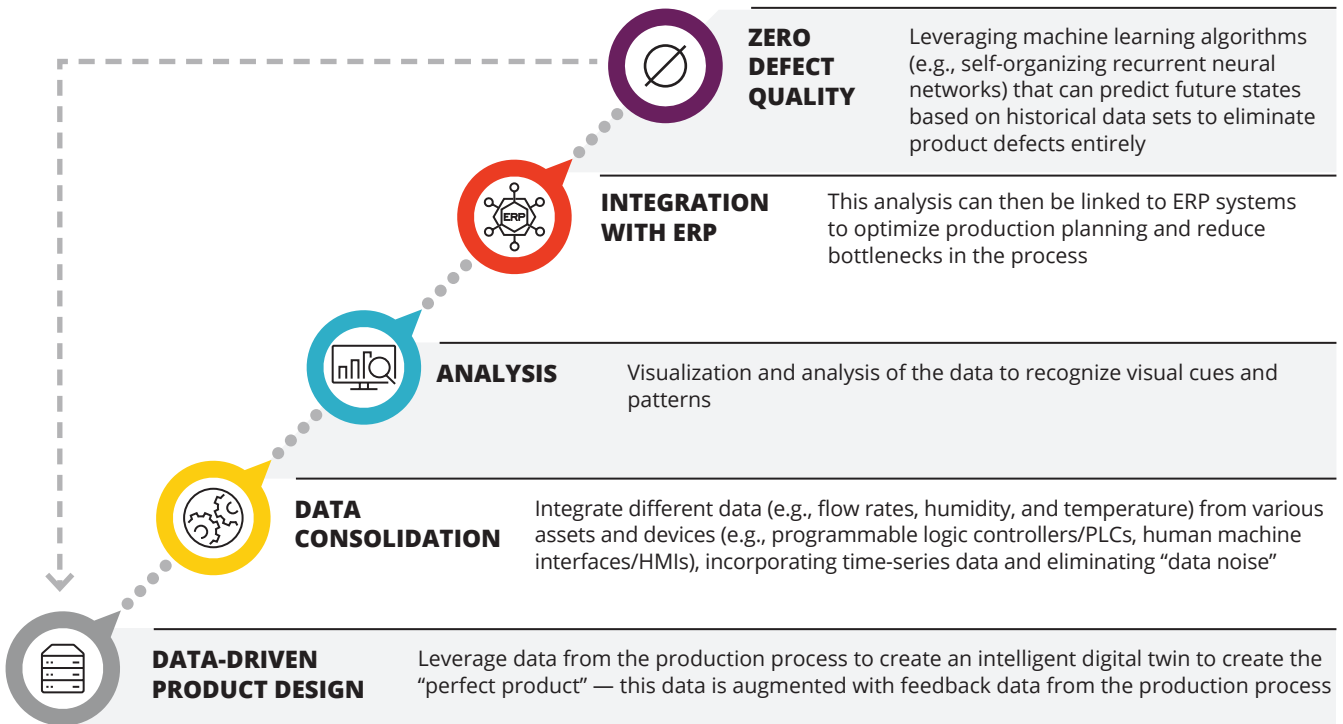 ZERO
DEFECT
QUALITY
Leveraging machine learning algorithms
(e.g., self-organizing recurrent neural
networks) that can predict future states
based on historical data sets to eliminate
product defects entirely
ERP
INTEGRATION
WITH ERP
This analysis can then be linked to ERP systems
to optimize production planning and reduce
bottlenecks in the process
ANALYSIS
Visualization and analysis of the data to recognize visual cues and
patterns
DATA
CONSOLIDATION
Integrate different data (e.g., flow rates, humidity, and temperature) from various
assets and devices (e.g., programmable logic controllers/PLCs, human machine
interfaces/HMIs), incorporating time-series data and eliminating “data noise”
DATA-DRIVEN
PRODUCT DESIGN
Leverage data from the production process to create an intelligent digital twin to create the
“perfect product” — this data is augmented with feedback data from the production process